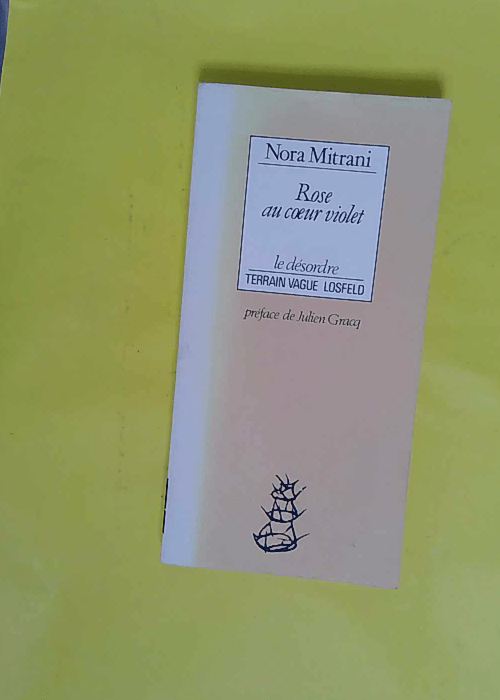 Nora Mitrani
Rose
au cœur violet
le désordre
TERRAIN VAGUE LOSFELD
préface de Julien Gracq